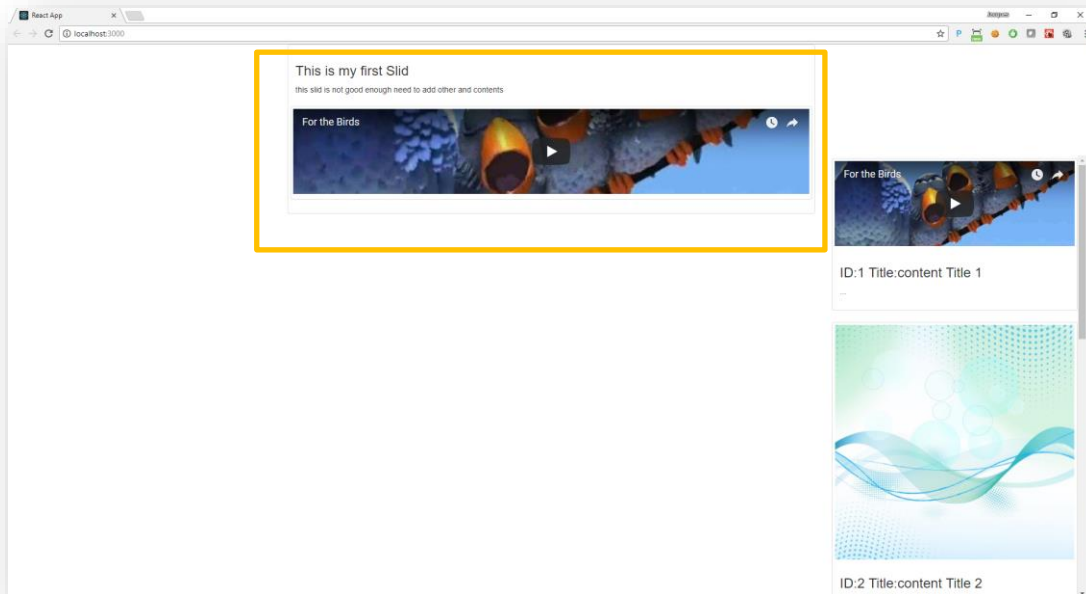 React App
localhost:3000
This is my first Slid
this slid is not good enough need to add other and contents
For the Birds
For the Birds
ID:1 Title:content Title 1
...
ID:2 Title:content Title 2